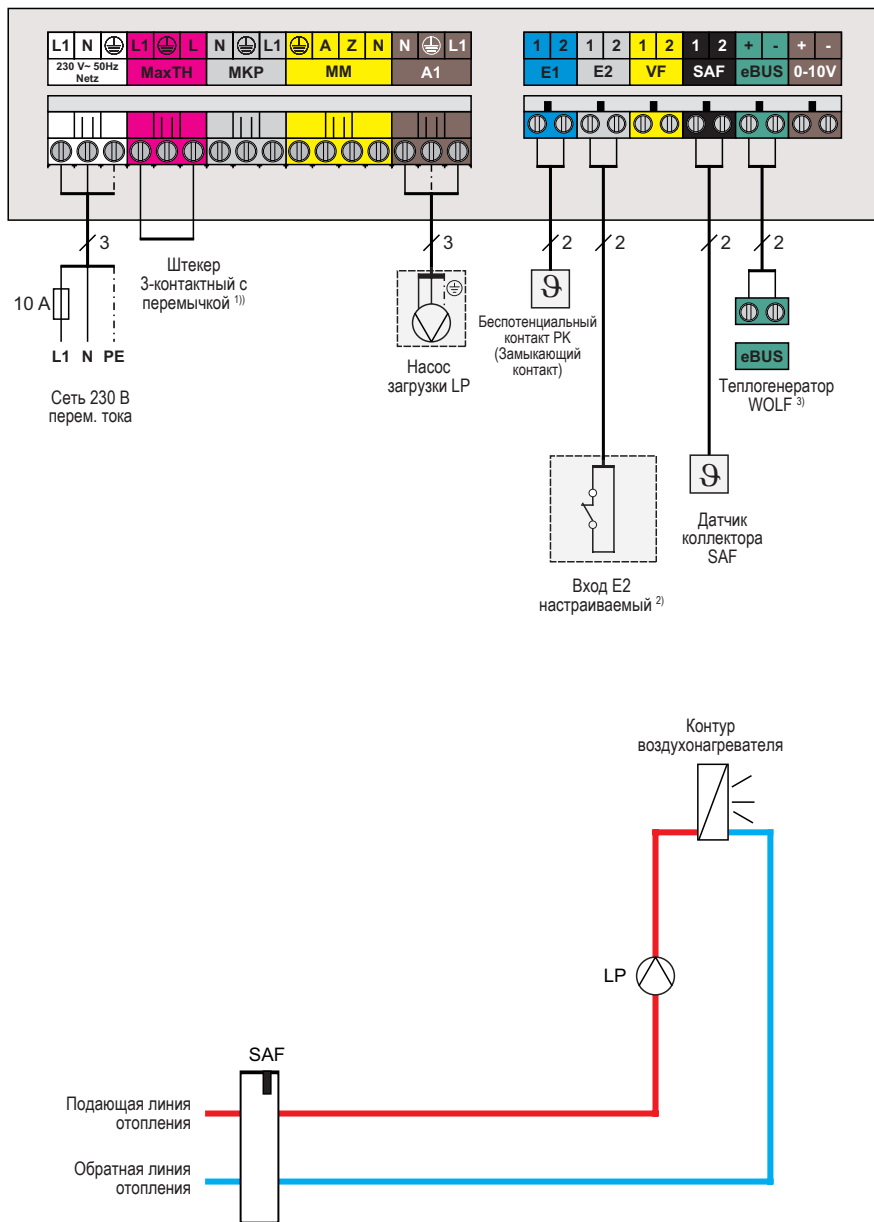 L1 N L1 L N L1 A Z N N L1 1 2 1 2 1 2 1 2 + - + -
230 V~ 50Hz
Netz
MaxTH MKP MM A1 E1 E2 VF SAF eBUS 0-10V
3 3 2 2 2 2
Штекер
3-контактный с
перемычкой 1))
10 A
L1 N PE
Сеть 230 В
перем. тока
Насос
загрузки LP
ϑ
Беспотенциальный
контакт PK
(Замыкающий
контакт)
eBUS
Теплогенератор
WOLF 3)
ϑ
Датчик
коллектора
SAF
Вход E2
настраиваемый 2)
Контур
воздухонагревателя
LP
SAF
Подающая линия
отопления
Обратная линия
отопления